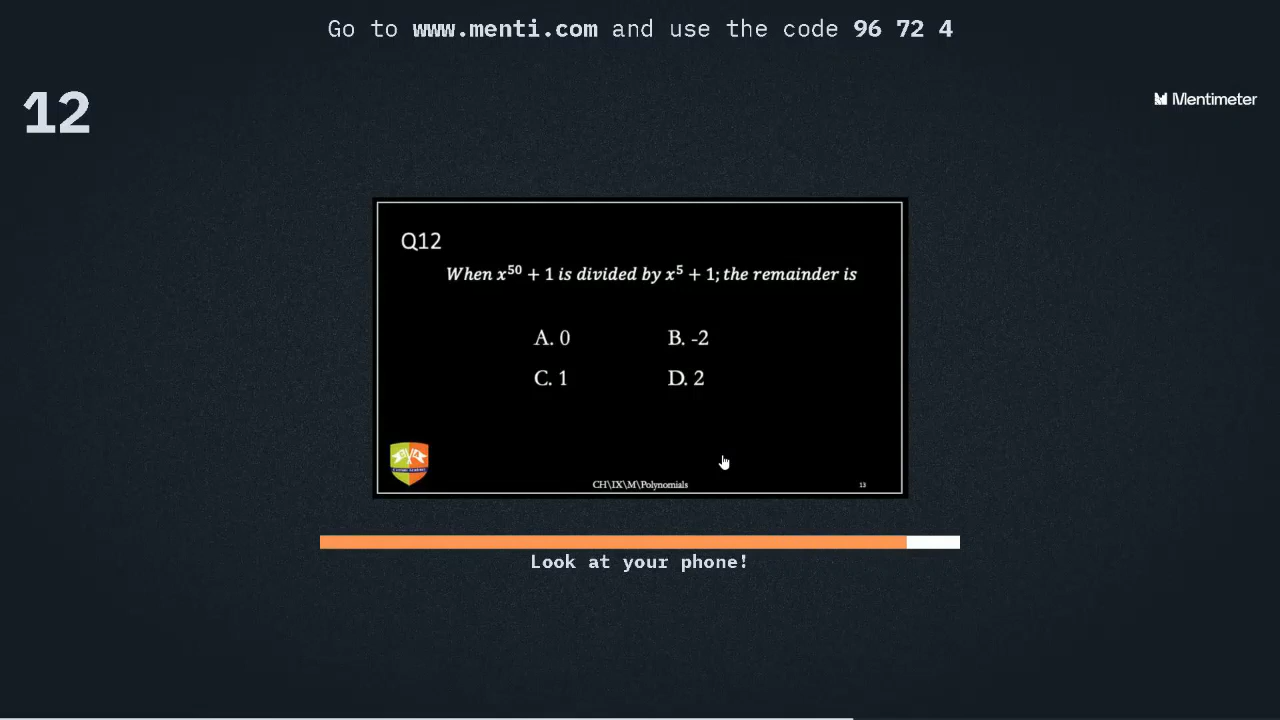 Go to www.menti.com and use the code 96 72 4
12
Mentimeter
Q12
When x⁵⁰ + 1 is divided by x⁵ + 1; the remainder is
A. 0 B. -2
C. 1 D. 2
CH\IX\M\Polynomials 13
Look at your phone!